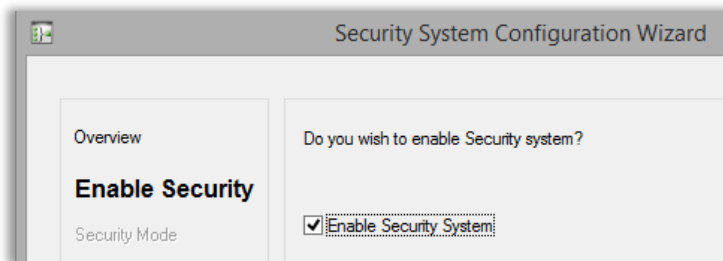 Security System Configuration Wizard
Overview
Enable Security
Security Mode
Do you wish to enable Security system?
Enable Security System